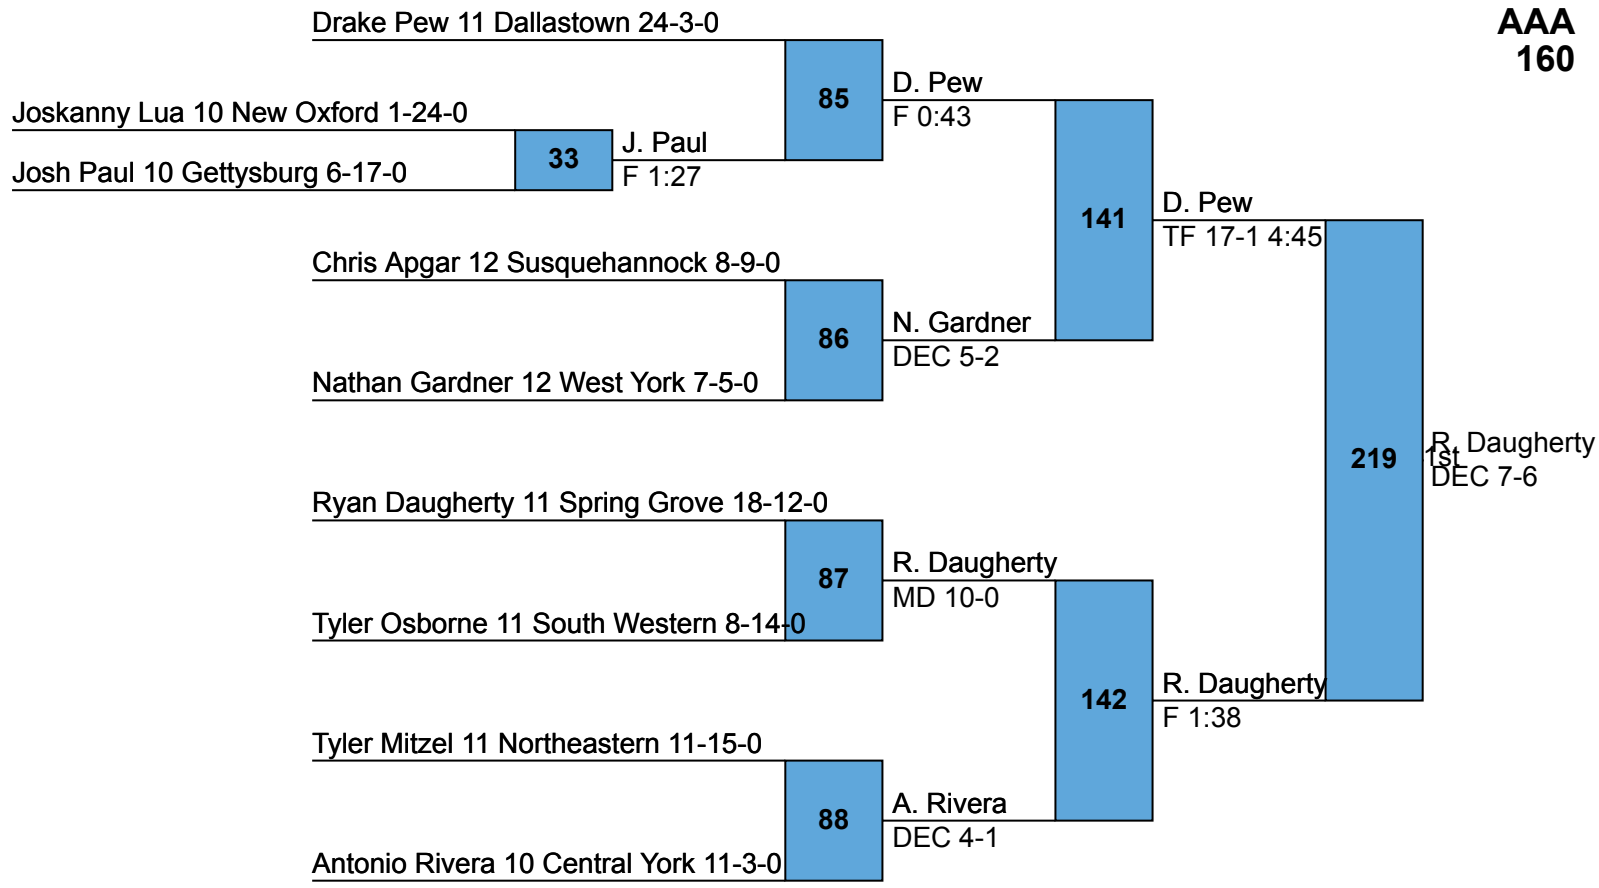 AAA
160
Drake Pew 11 Dallastown 24-3-0
85
D. Pew
F 0:43
Joskanny Lua 10 New Oxford 1-24-0
33
J. Paul
F 1:27
Josh Paul 10 Gettysburg 6-17-0
141
D. Pew
TF 17-1 4:45
Chris Apgar 12 Susquehannock 8-9-0
86
N. Gardner
DEC 5-2
Nathan Gardner 12 West York 7-5-0
219
R. Daugherty
1st
DEC 7-6
Ryan Daugherty 11 Spring Grove 18-12-0
87
R. Daugherty
MD 10-0
Tyler Osborne 11 South Western 8-14-0
142
R. Daugherty
F 1:38
Tyler Mitzel 11 Northeastern 11-15-0
88
A. Rivera
DEC 4-1
Antonio Rivera 10 Central York 11-3-0